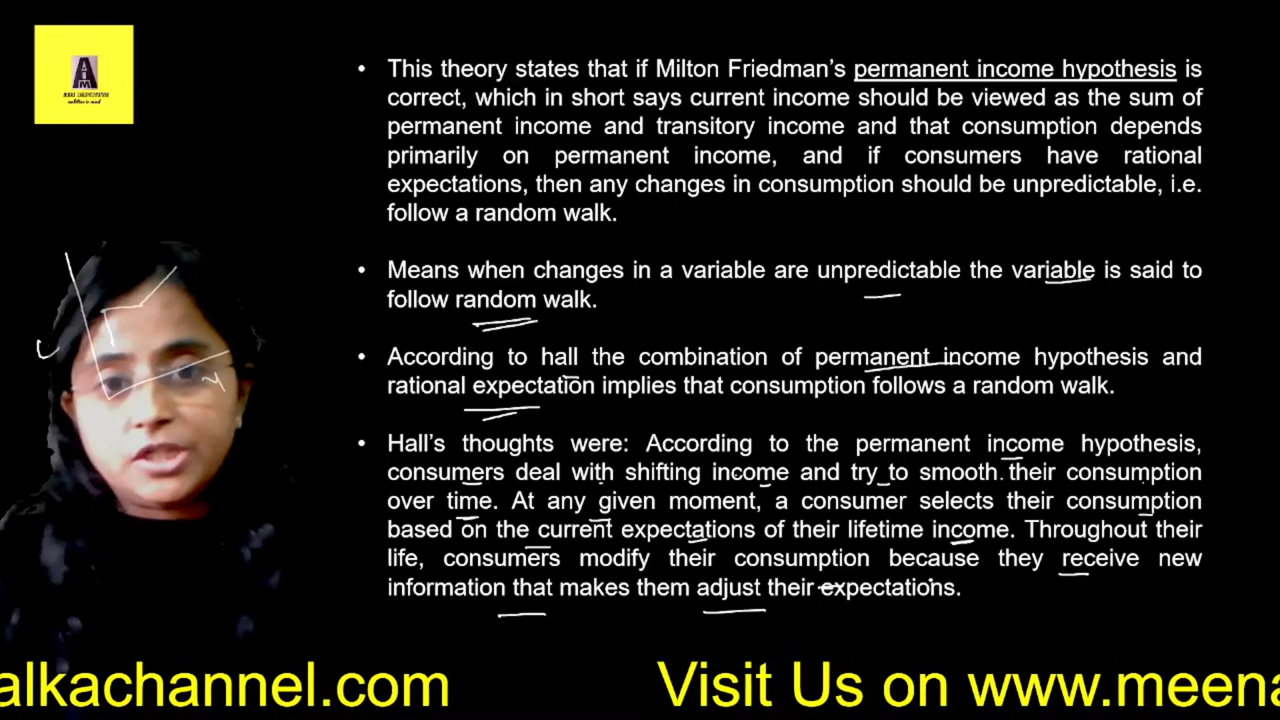 • This theory states that if Milton Friedman’s permanent income hypothesis is
correct, which in short says current income should be viewed as the sum of
permanent income and transitory income and that consumption depends
primarily on permanent income, and if consumers have rational
expectations, then any changes in consumption should be unpredictable, i.e.
follow a random walk.
• Means when changes in a variable are unpredictable the variable is said to
follow random walk.
• According to hall the combination of permanent income hypothesis and
rational expectation implies that consumption follows a random walk.
• Hall’s thoughts were: According to the permanent income hypothesis,
consumers deal with shifting income and try to smooth their consumption
over time. At any given moment, a consumer selects their consumption
based on the current expectations of their lifetime income. Throughout their
life, consumers modify their consumption because they receive new
information that makes them adjust their expectations.
alkachannel.com Visit Us on www.meena